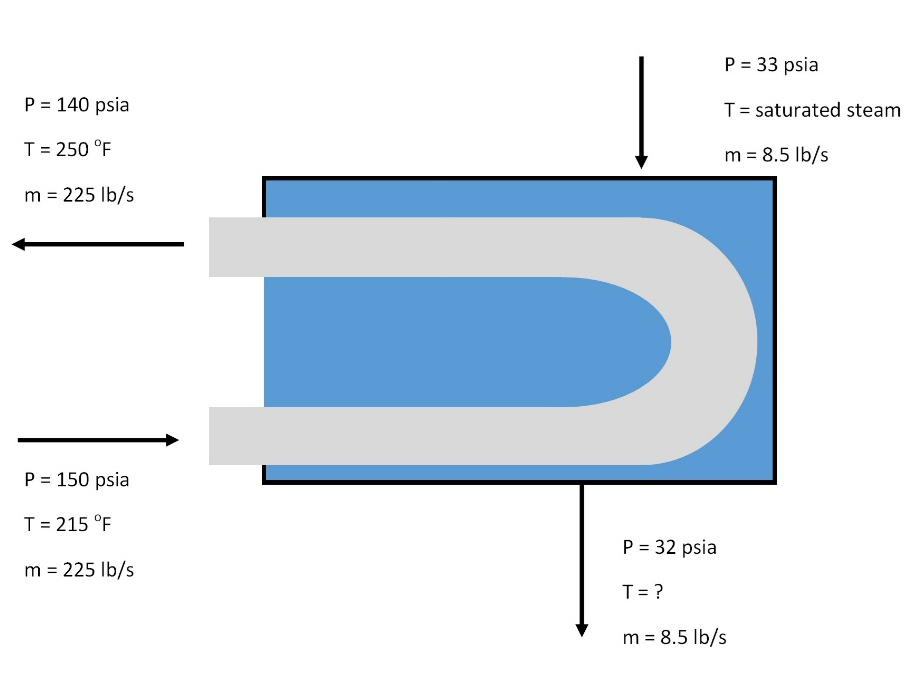 P = 33 psia
T = saturated steam
m = 8.5 lb/s
P = 140 psia
T = 250 °F
m = 225 lb/s
P = 150 psia
T = 215 °F
m = 225 lb/s
P = 32 psia
T = ?
m = 8.5 lb/s